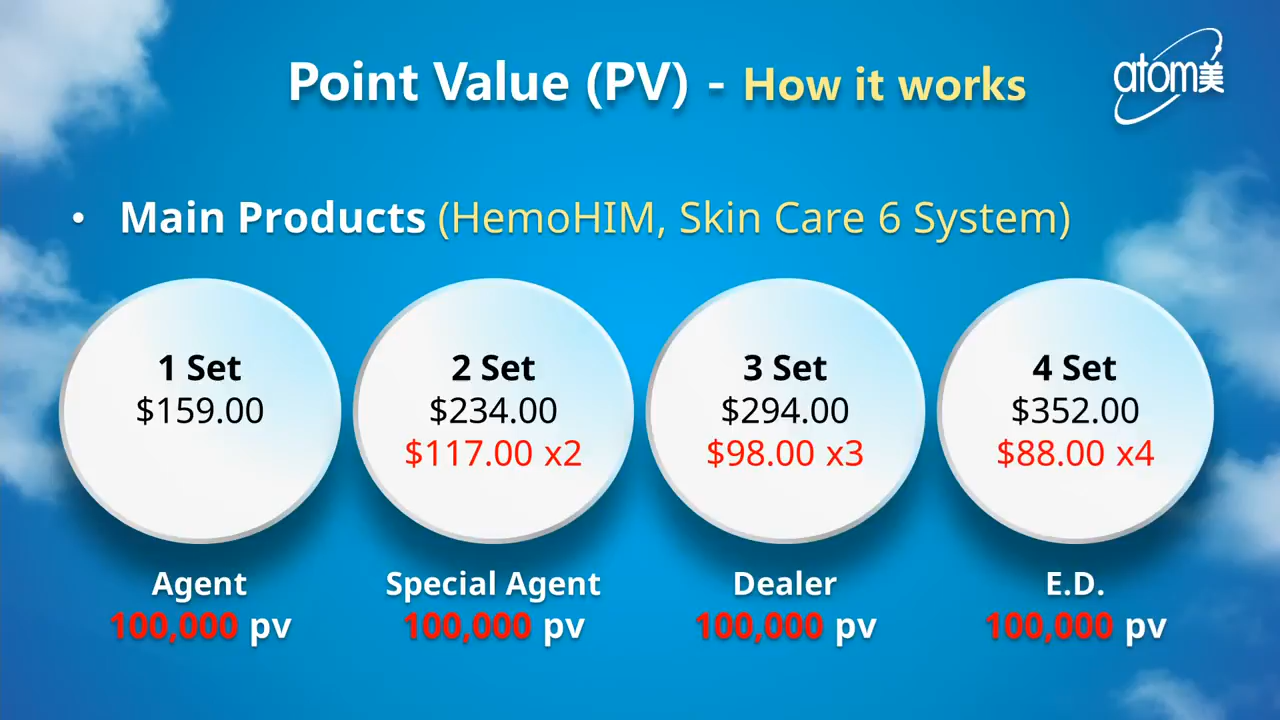 Point Value (PV) - How it works
atom美
• Main Products (HemoHIM, Skin Care 6 System)
1 Set
$159.00
2 Set
$234.00
$117.00 x2
3 Set
$294.00
$98.00 x3
4 Set
$352.00
$88.00 x4
Agent
100,000 pv
Special Agent
100,000 pv
Dealer
100,000 pv
E.D.
100,000 pv